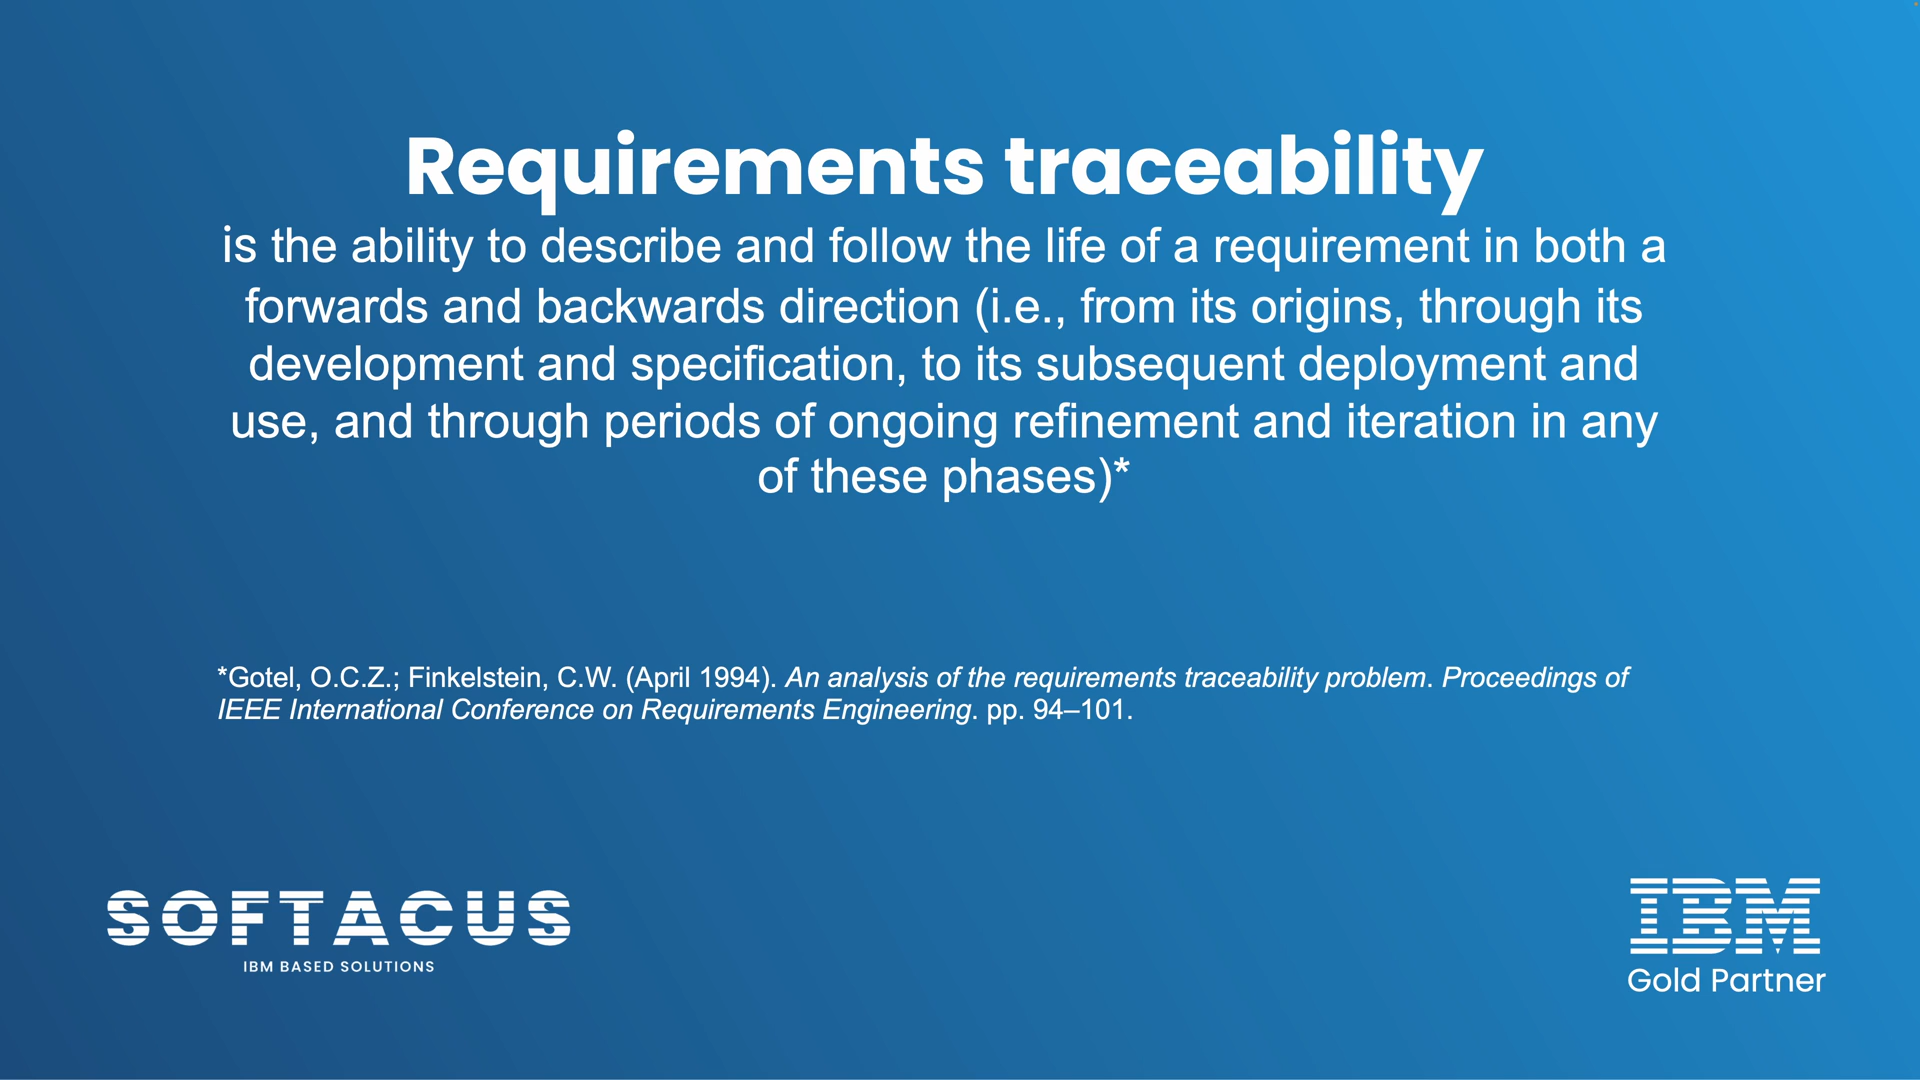 Requirements traceability
is the ability to describe and follow the life of a requirement in both a
forwards and backwards direction (i.e., from its origins, through its
development and specification, to its subsequent deployment and
use, and through periods of ongoing refinement and iteration in any
of these phases)*
*Gotel, O.C.Z.; Finkelstein, C.W. (April 1994). An analysis of the requirements traceability problem. Proceedings of
IEEE International Conference on Requirements Engineering. pp. 94–101.
SOFTACUS
IBM BASED SOLUTIONS
IBM
Gold Partner